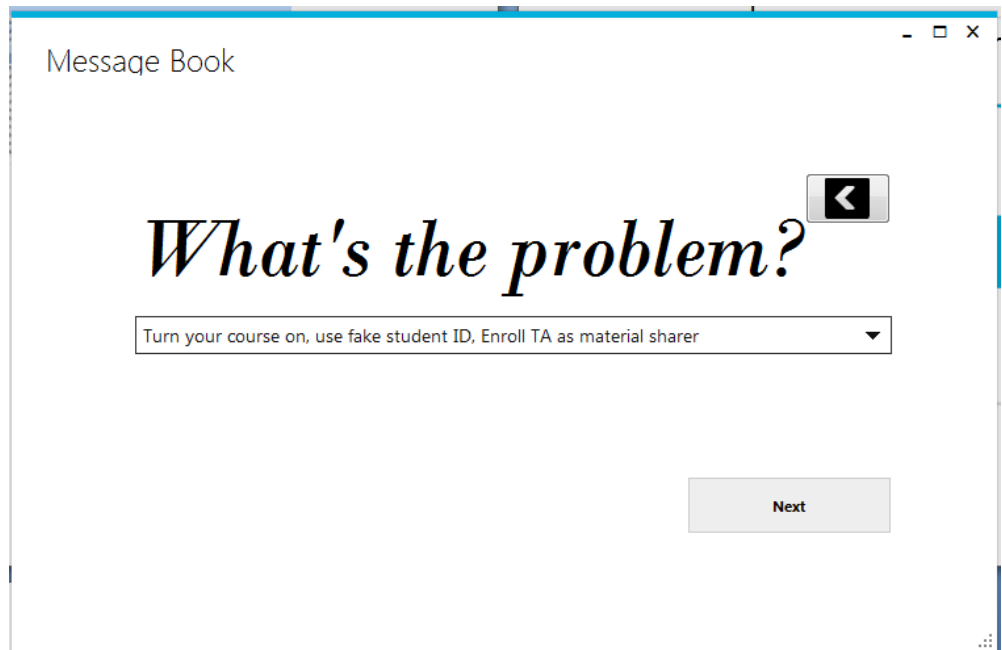 Message Book
What's the problem?
Turn your course on, use fake student ID, Enroll TA as material sharer
Next